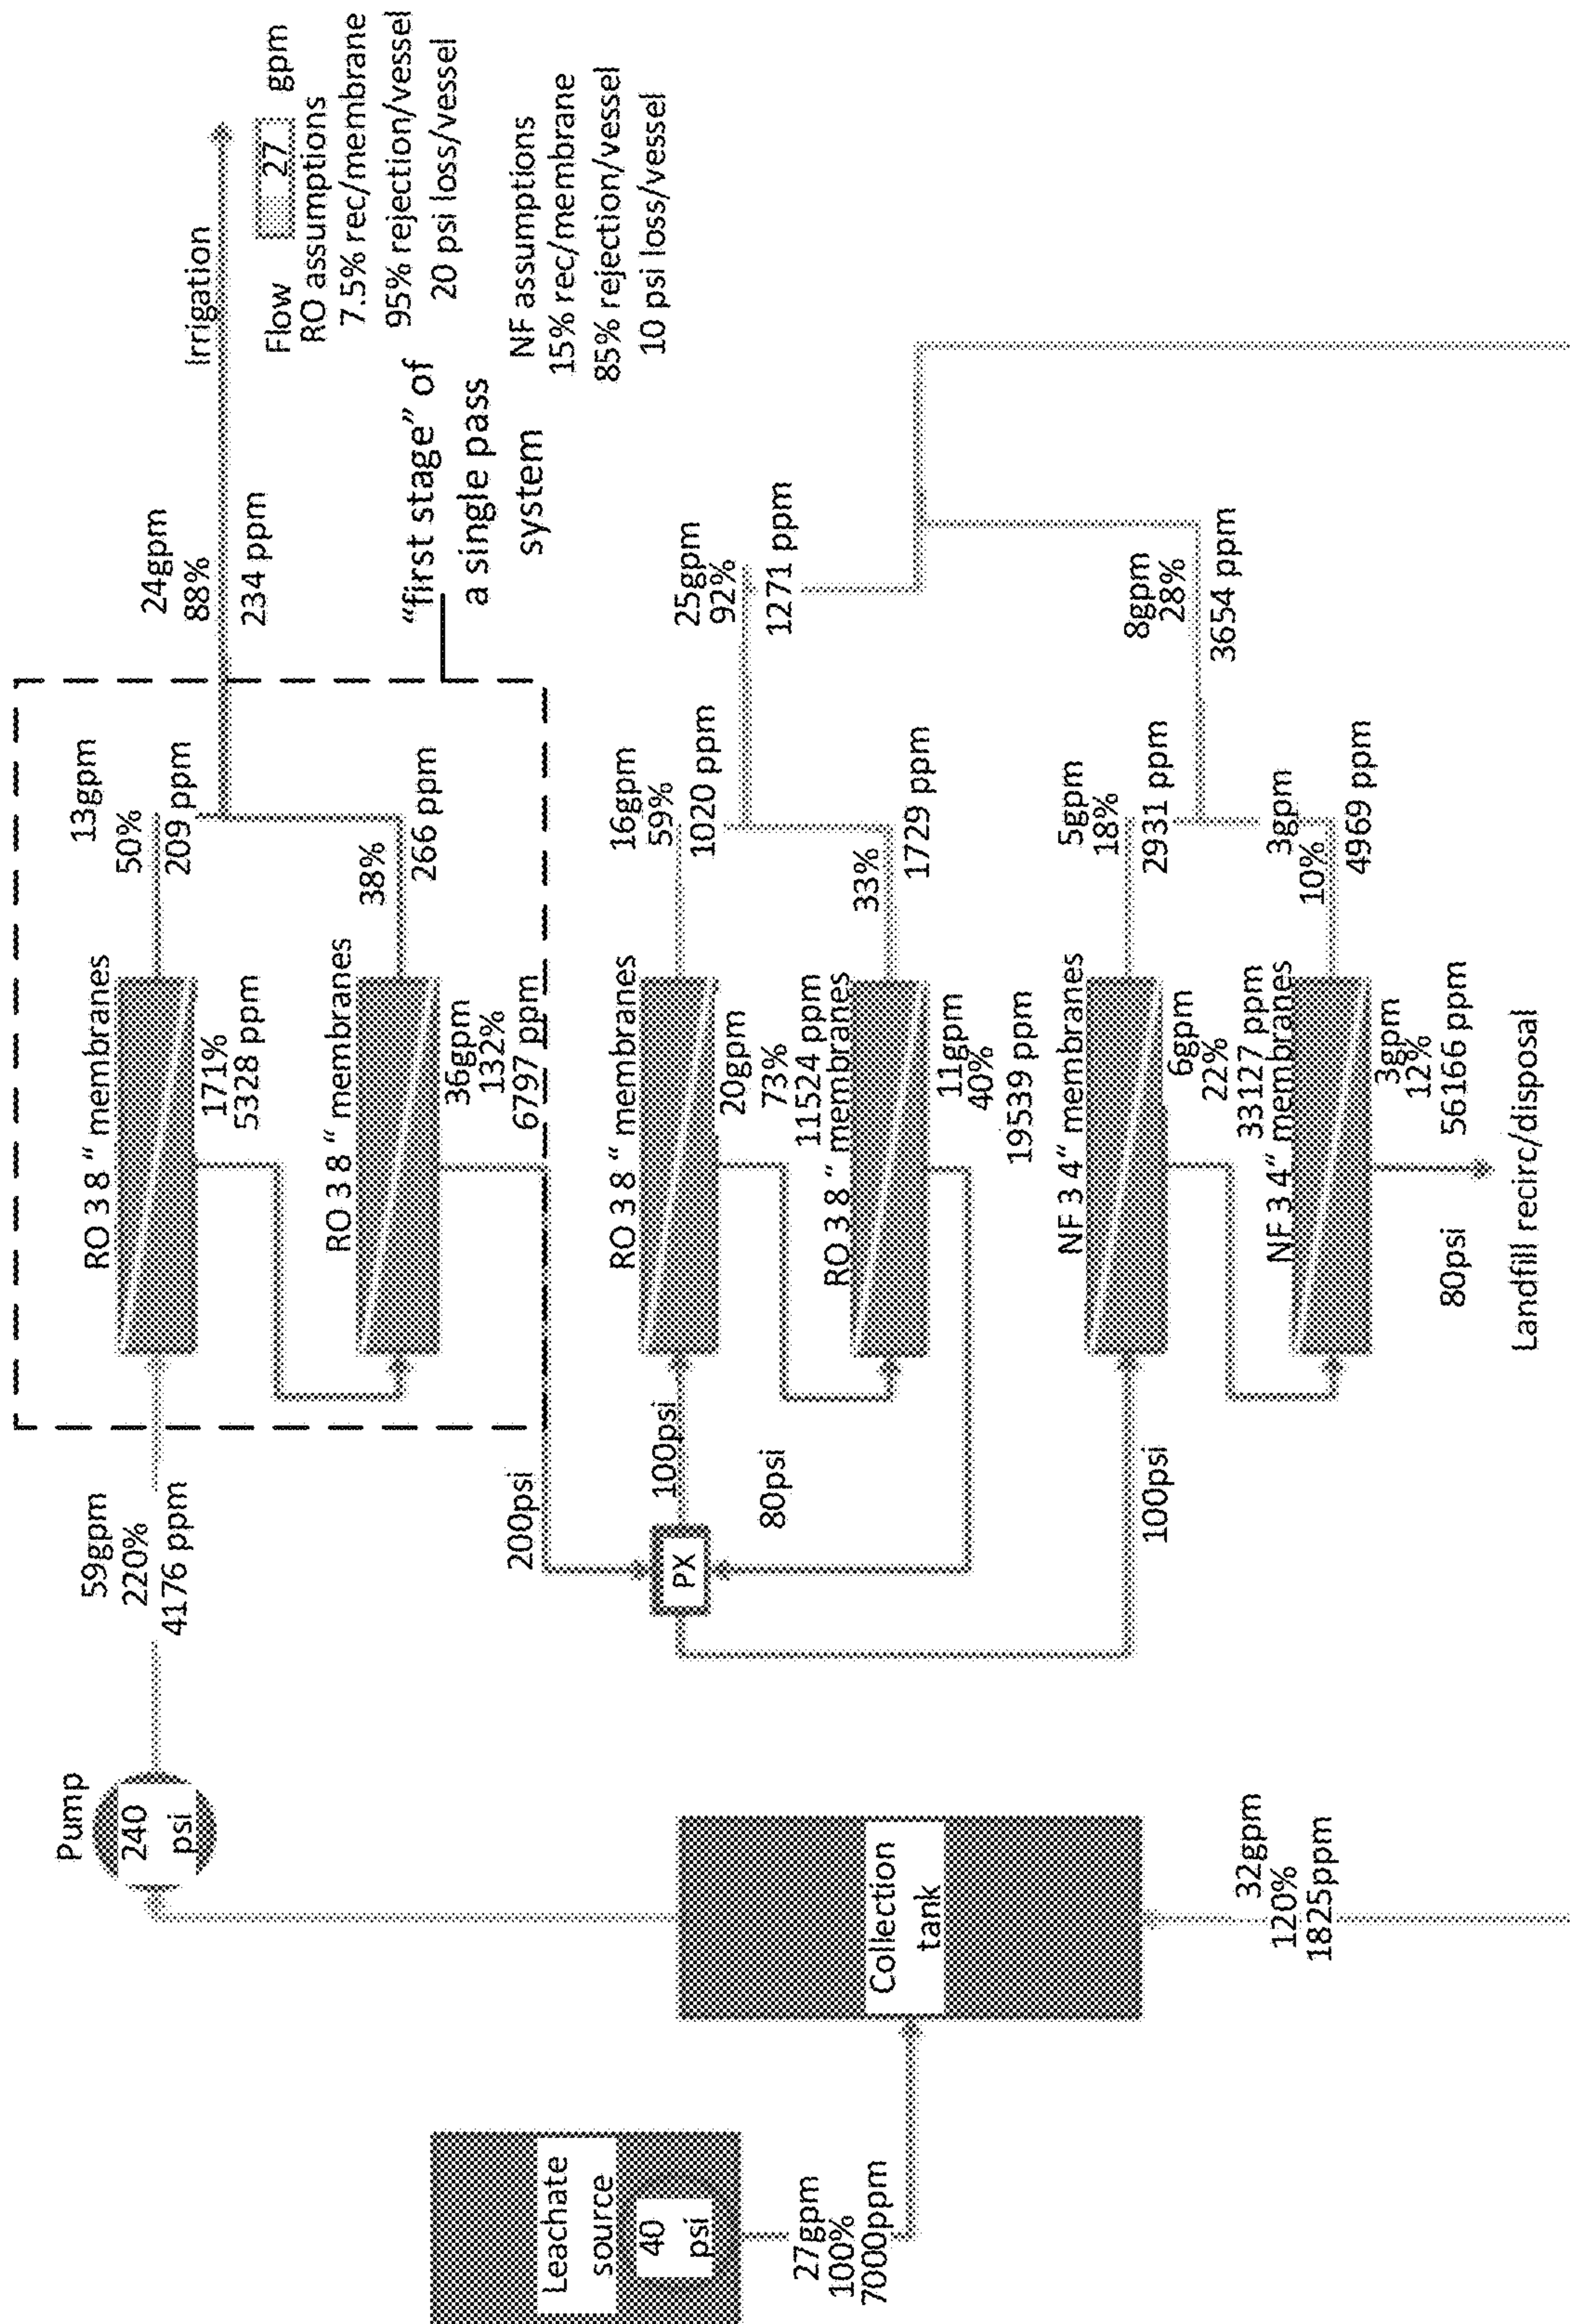 Leachate
source
40
psi
27gpm
100%
7000ppm
Collection
tank
32gpm
120%
1825ppm
Pump
240
psi
59gpm
220%
4176 ppm
RO 3 8 “ membranes
13gpm
50%
209 ppm
171%
5328 ppm
RO 3 8 “ membranes
38%
266 ppm
36gpm
132%
6797 ppm
24gpm
88%
234 ppm
Irrigation
Flow 27 gpm
RO assumptions
7.5% rec/membrane
95% rejection/vessel
20 psi loss/vessel
“first stage” of
a single pass
system
NF assumptions
15% rec/membrane
85% rejection/vessel
10 psi loss/vessel
200psi
PX
100psi
80psi
RO 3 8 “ membranes
16gpm
59%
1020 ppm
20gpm
73%
11524 ppm
RO 3 8 “ membranes
33%
1729 ppm
11gpm
40%
19539 ppm
25gpm
92%
1271 ppm
100psi
NF 3 4“ membranes
5gpm
18%
2931 ppm
6gpm
22%
33127 ppm
NF 3 4“ membranes
3gpm
10%
4969 ppm
3gpm
12%
56166 ppm
8gpm
28%
3654 ppm
80psi
Landfill recirc/disposal